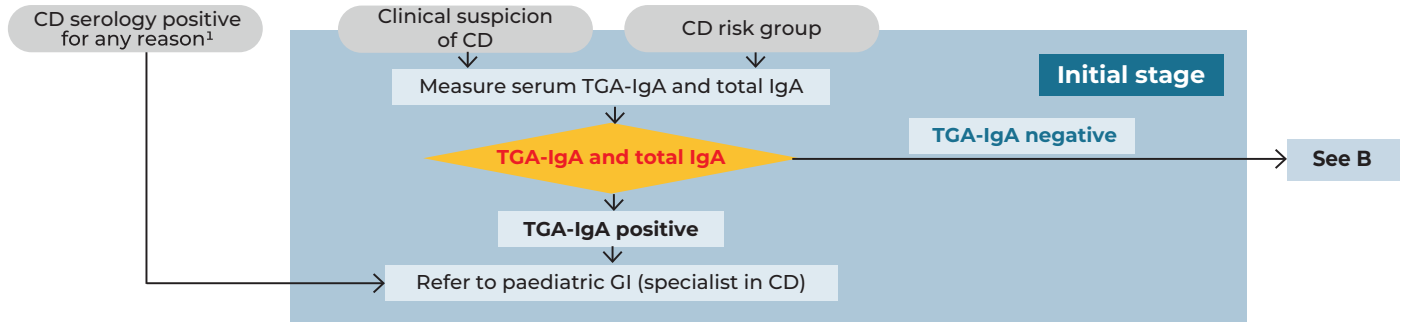 CD serology positive
for any reason¹
Clinical suspicion
of CD
CD risk group
Initial stage
Measure serum TGA-IgA and total IgA
TGA-IgA negative
TGA-IgA and total IgA
See B
TGA-IgA positive
Refer to paediatric GI (specialist in CD)